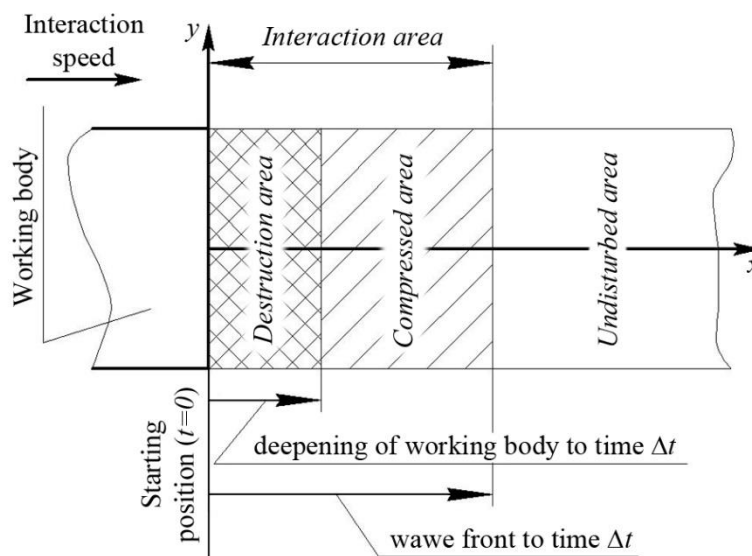 Interaction
speed
y
Interaction area
Working body
Destruction area
Compressed area
Undisturbed area
x
Starting
position (t=0)
deepening of working body to time Δt
wawe front to time Δt